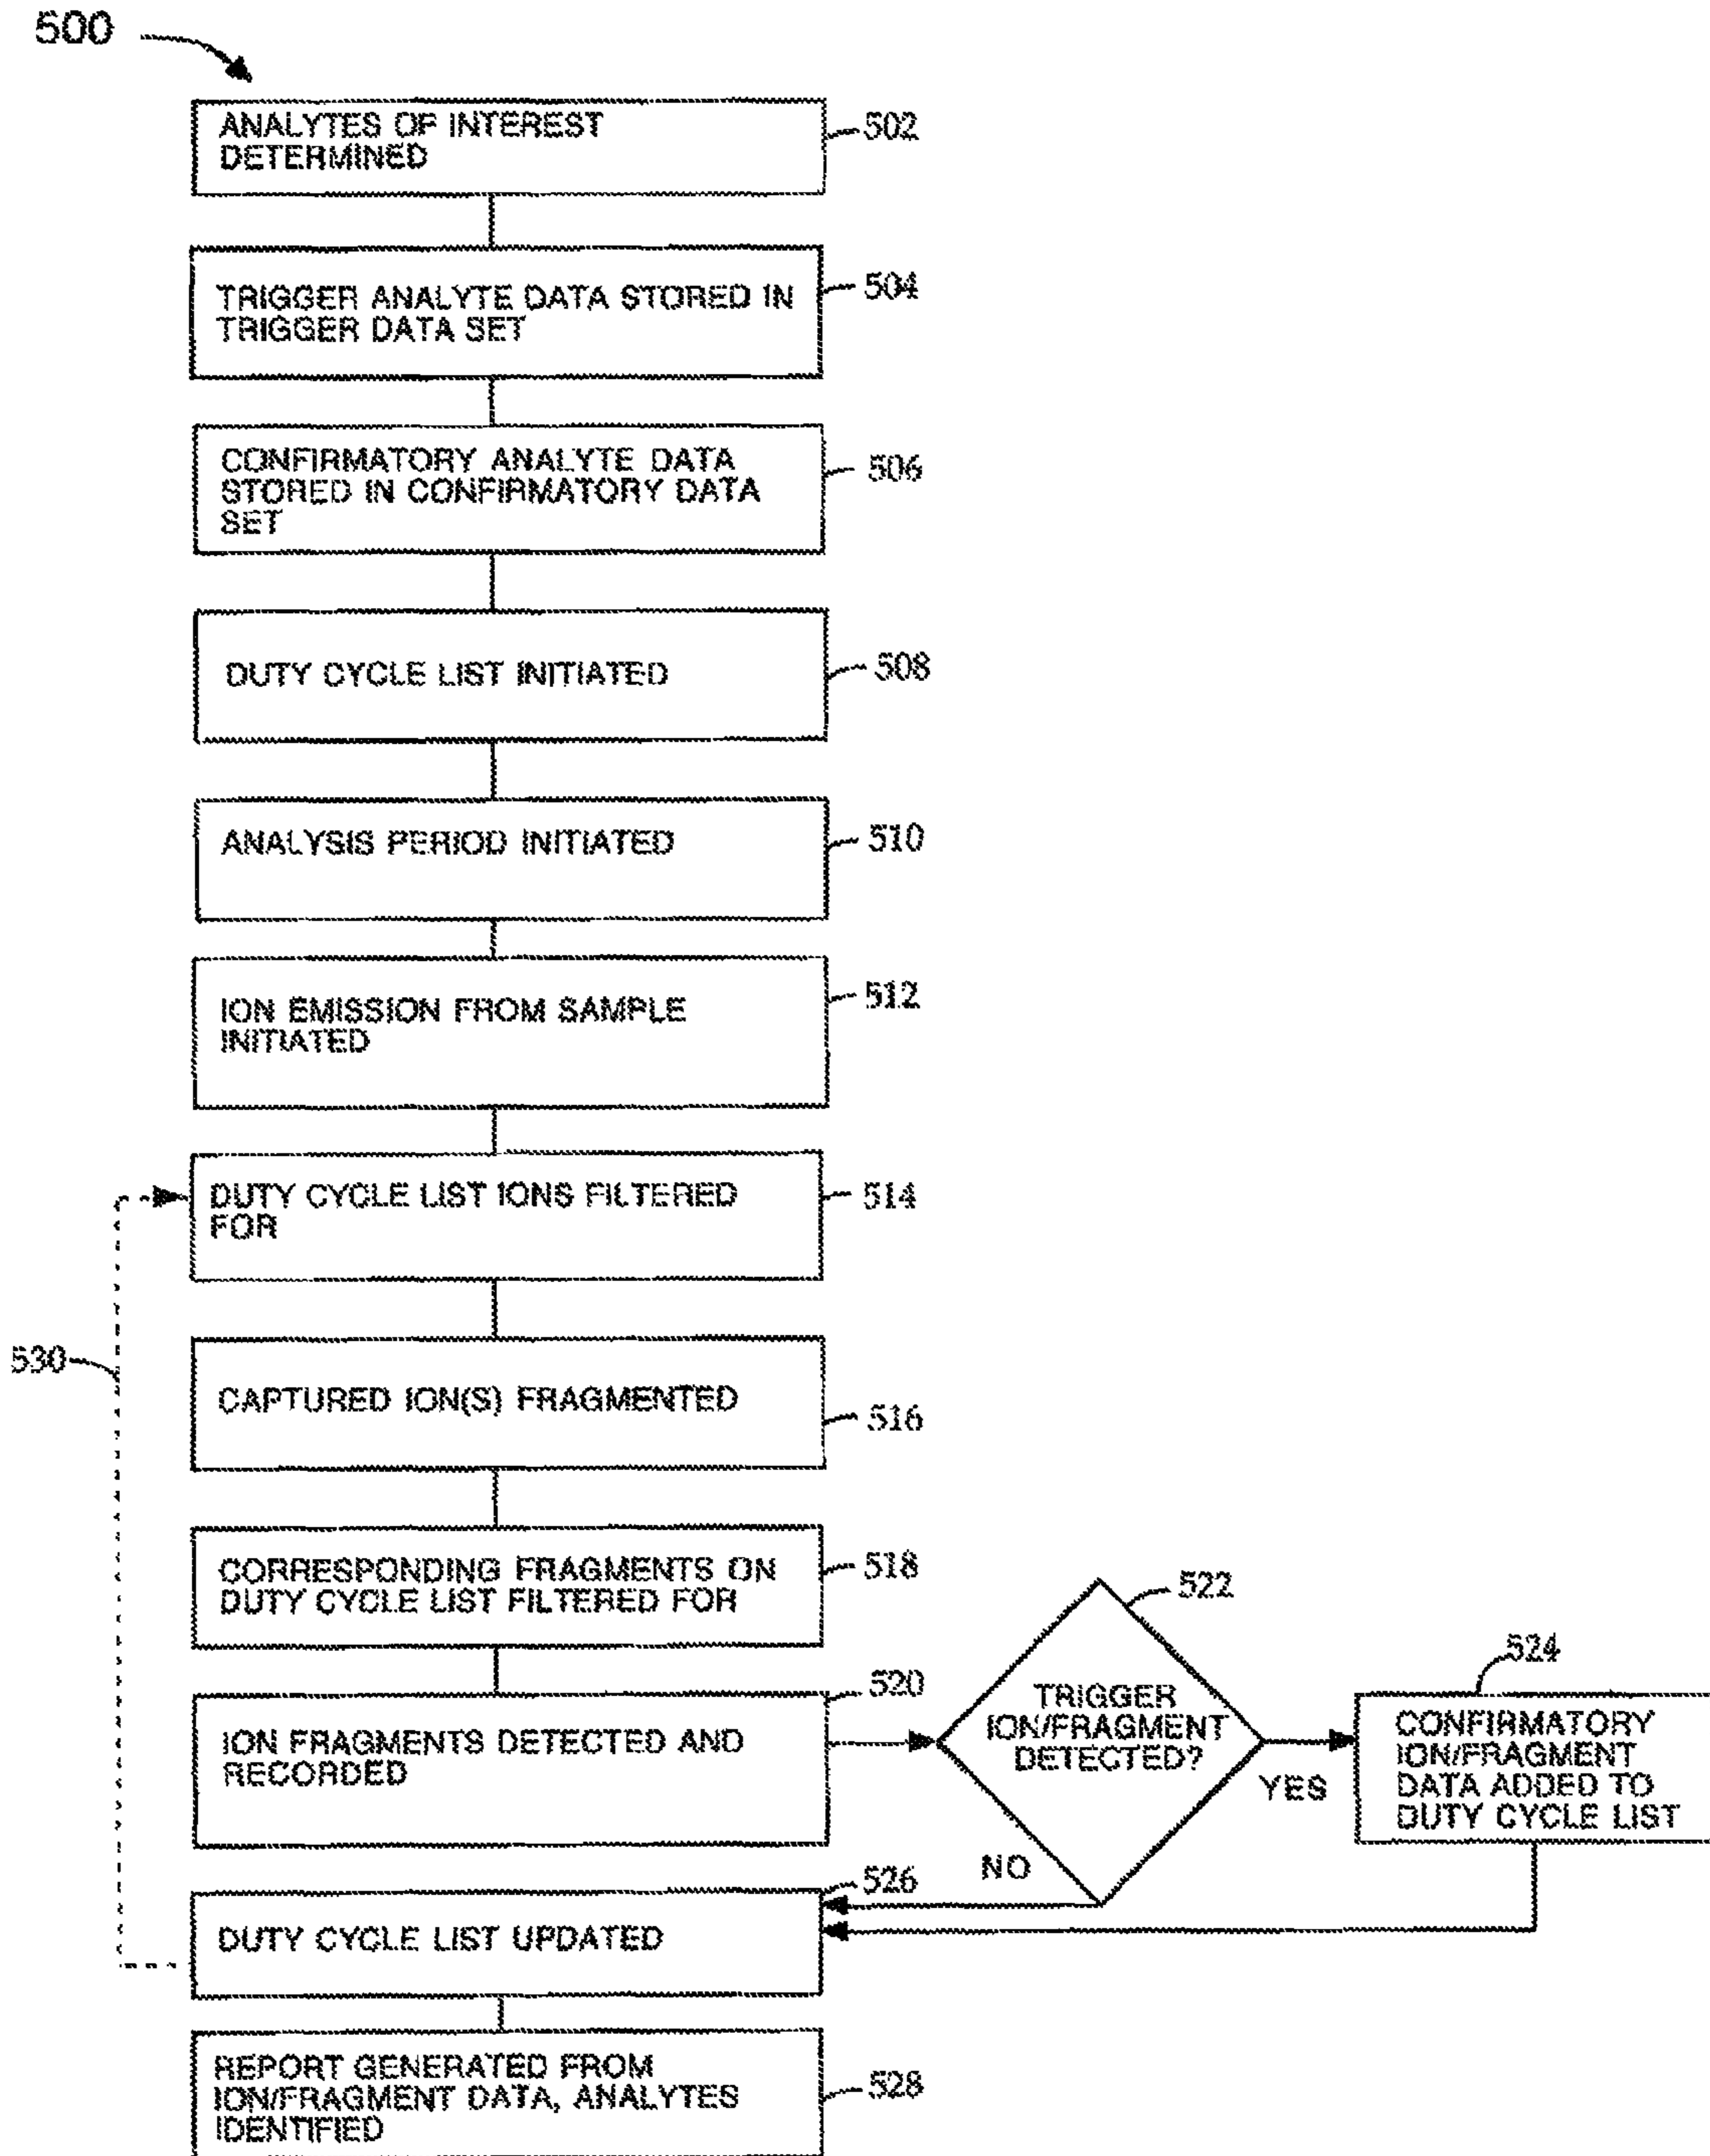 500
ANALYTES OF INTEREST
DETERMINED
502
TRIGGER ANALYTE DATA STORED IN
TRIGGER DATA SET
504
CONFIRMATORY ANALYTE DATA
STORED IN CONFIRMATORY DATA
SET
506
DUTY CYCLE LIST INITIATED
508
ANALYSIS PERIOD INITIATED
510
ION EMISSION FROM SAMPLE
INITIATED
512
DUTY CYCLE LIST IONS FILTERED
FOR
514
530
CAPTURED ION(S) FRAGMENTED
516
CORRESPONDING FRAGMENTS ON
DUTY CYCLE LIST FILTERED FOR
518
ION FRAGMENTS DETECTED AND
RECORDED
520
TRIGGER
ION/FRAGMENT
DETECTED?
522
YES
NO
CONFIRMATORY
ION/FRAGMENT
DATA ADDED TO
DUTY CYCLE LIST
524
DUTY CYCLE LIST UPDATED
526
REPORT GENERATED FROM
ION/FRAGMENT DATA, ANALYTES
IDENTIFIED
528